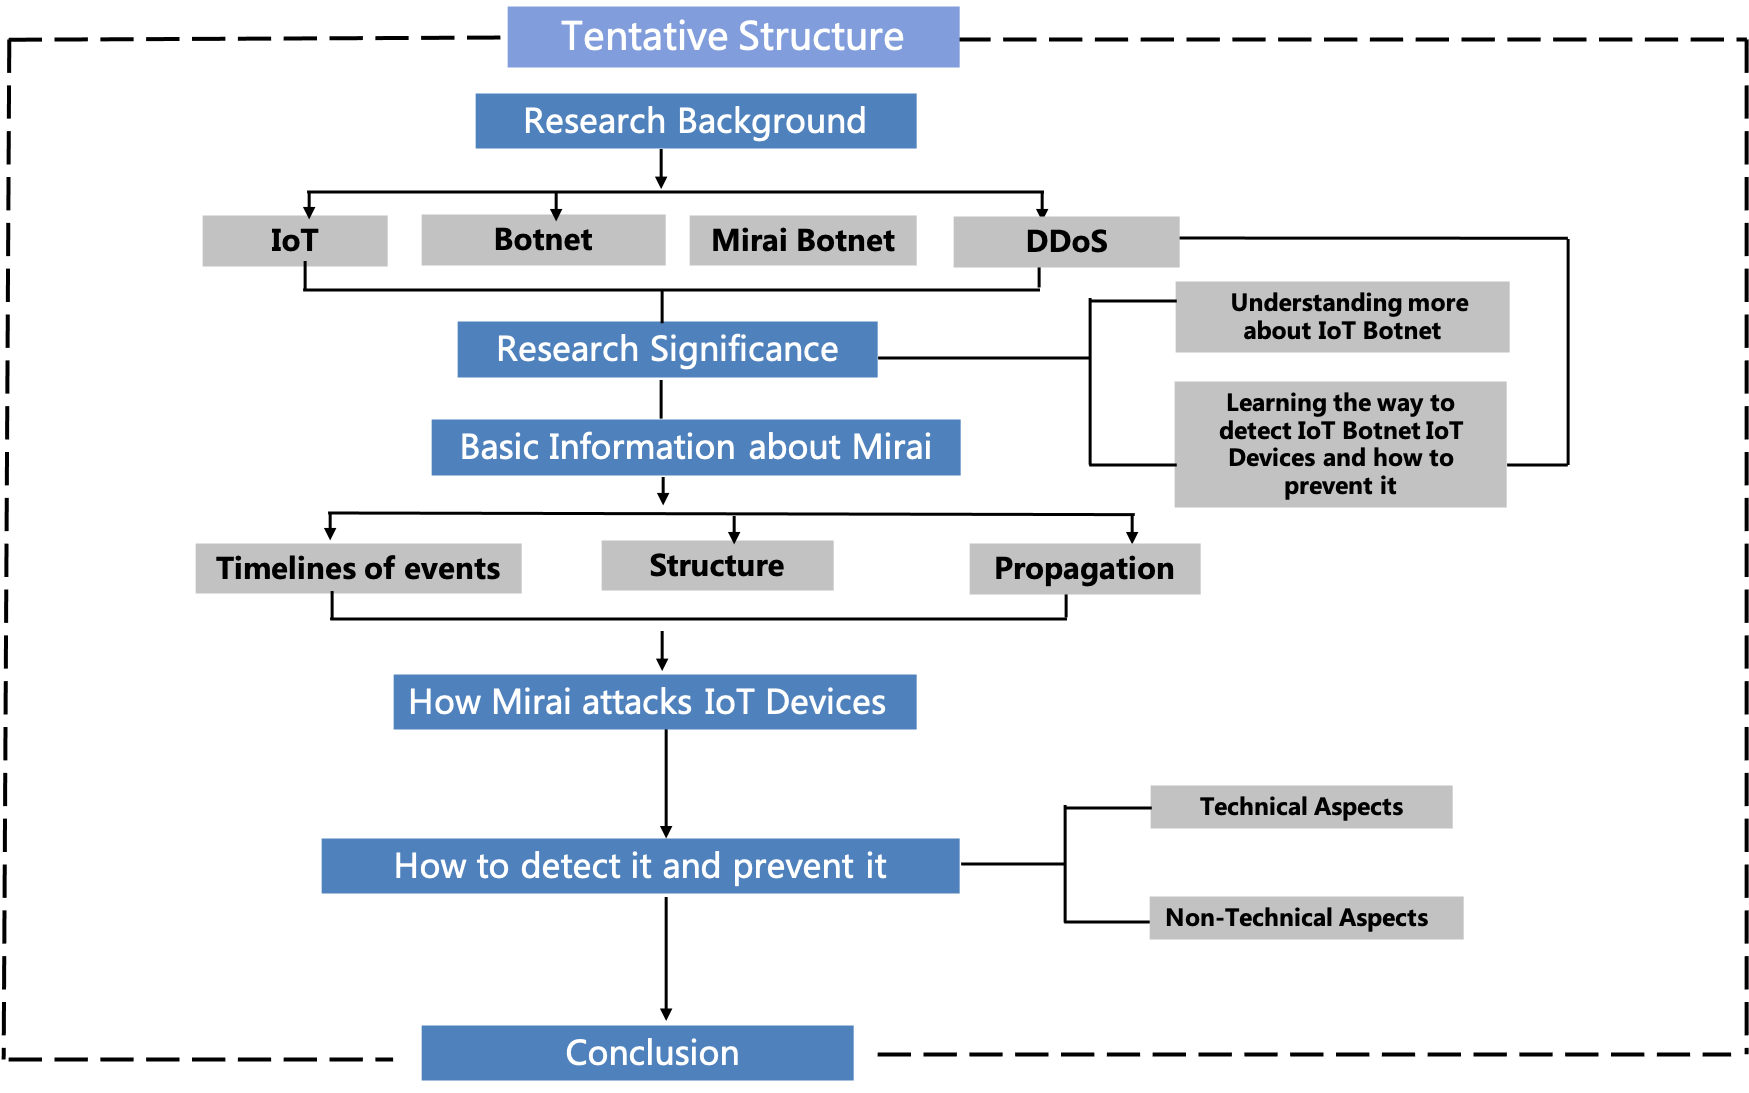 Tentative Structure
Research Background
IoT
Botnet
Mirai Botnet
DDoS
Understanding more
about IoT Botnet
Research Significance
Learning the way to
detect IoT Botnet IoT
Devices and how to
prevent it
Basic Information about Mirai
Timelines of events
Structure
Propagation
How Mirai attacks IoT Devices
Technical Aspects
How to detect it and prevent it
Non-Technical Aspects
Conclusion